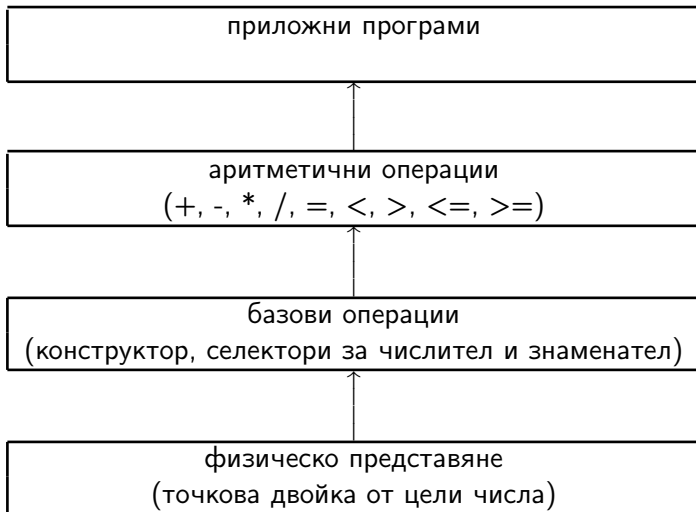 приложни програми
аритметични операции
(+, -, *, /, =, <, >, <=, >=)
базови операции
(конструктор, селектори за числител и знаменател)
физическо представяне
(точкова двойка от цели числа)